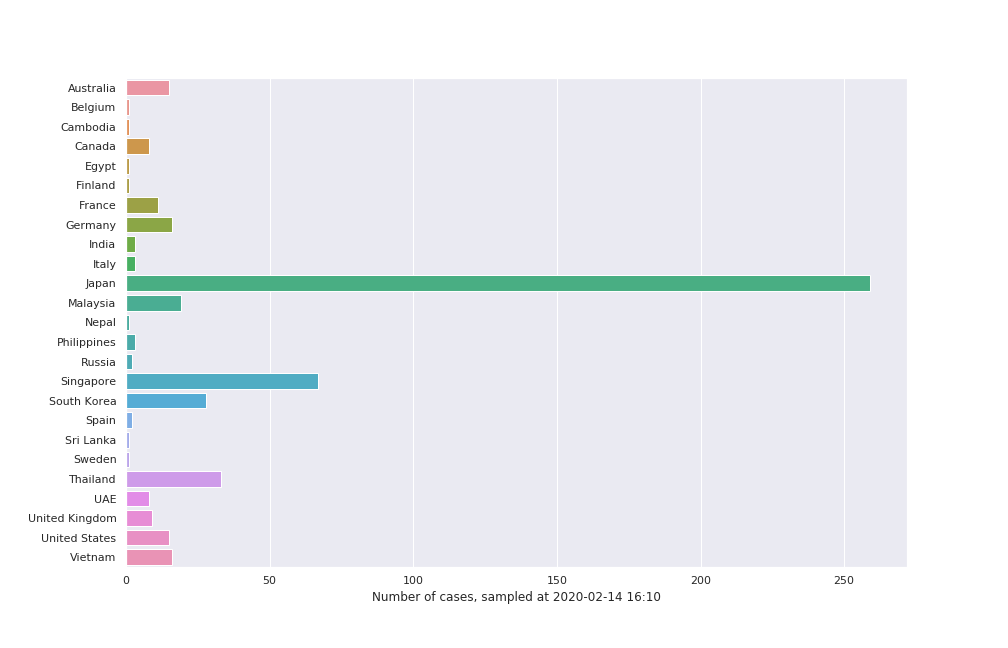 Australia
Belgium
Cambodia
Canada
Egypt
Finland
France
Germany
India
Italy
Japan
Malaysia
Nepal
Philippines
Russia
Singapore
South Korea
Spain
Sri Lanka
Sweden
Thailand
UAE
United Kingdom
United States
Vietnam
0 50 100 150 200 250
Number of cases, sampled at 2020-02-14 16:10